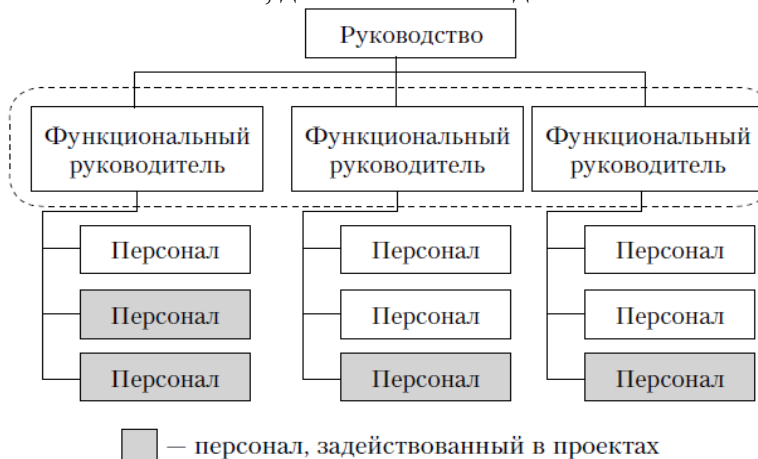 Руководство
Функциональный
руководитель
Функциональный
руководитель
Функциональный
руководитель
Персонал
Персонал
Персонал
Персонал
Персонал
Персонал
Персонал
Персонал
Персонал
— персонал, задействованный в проектах